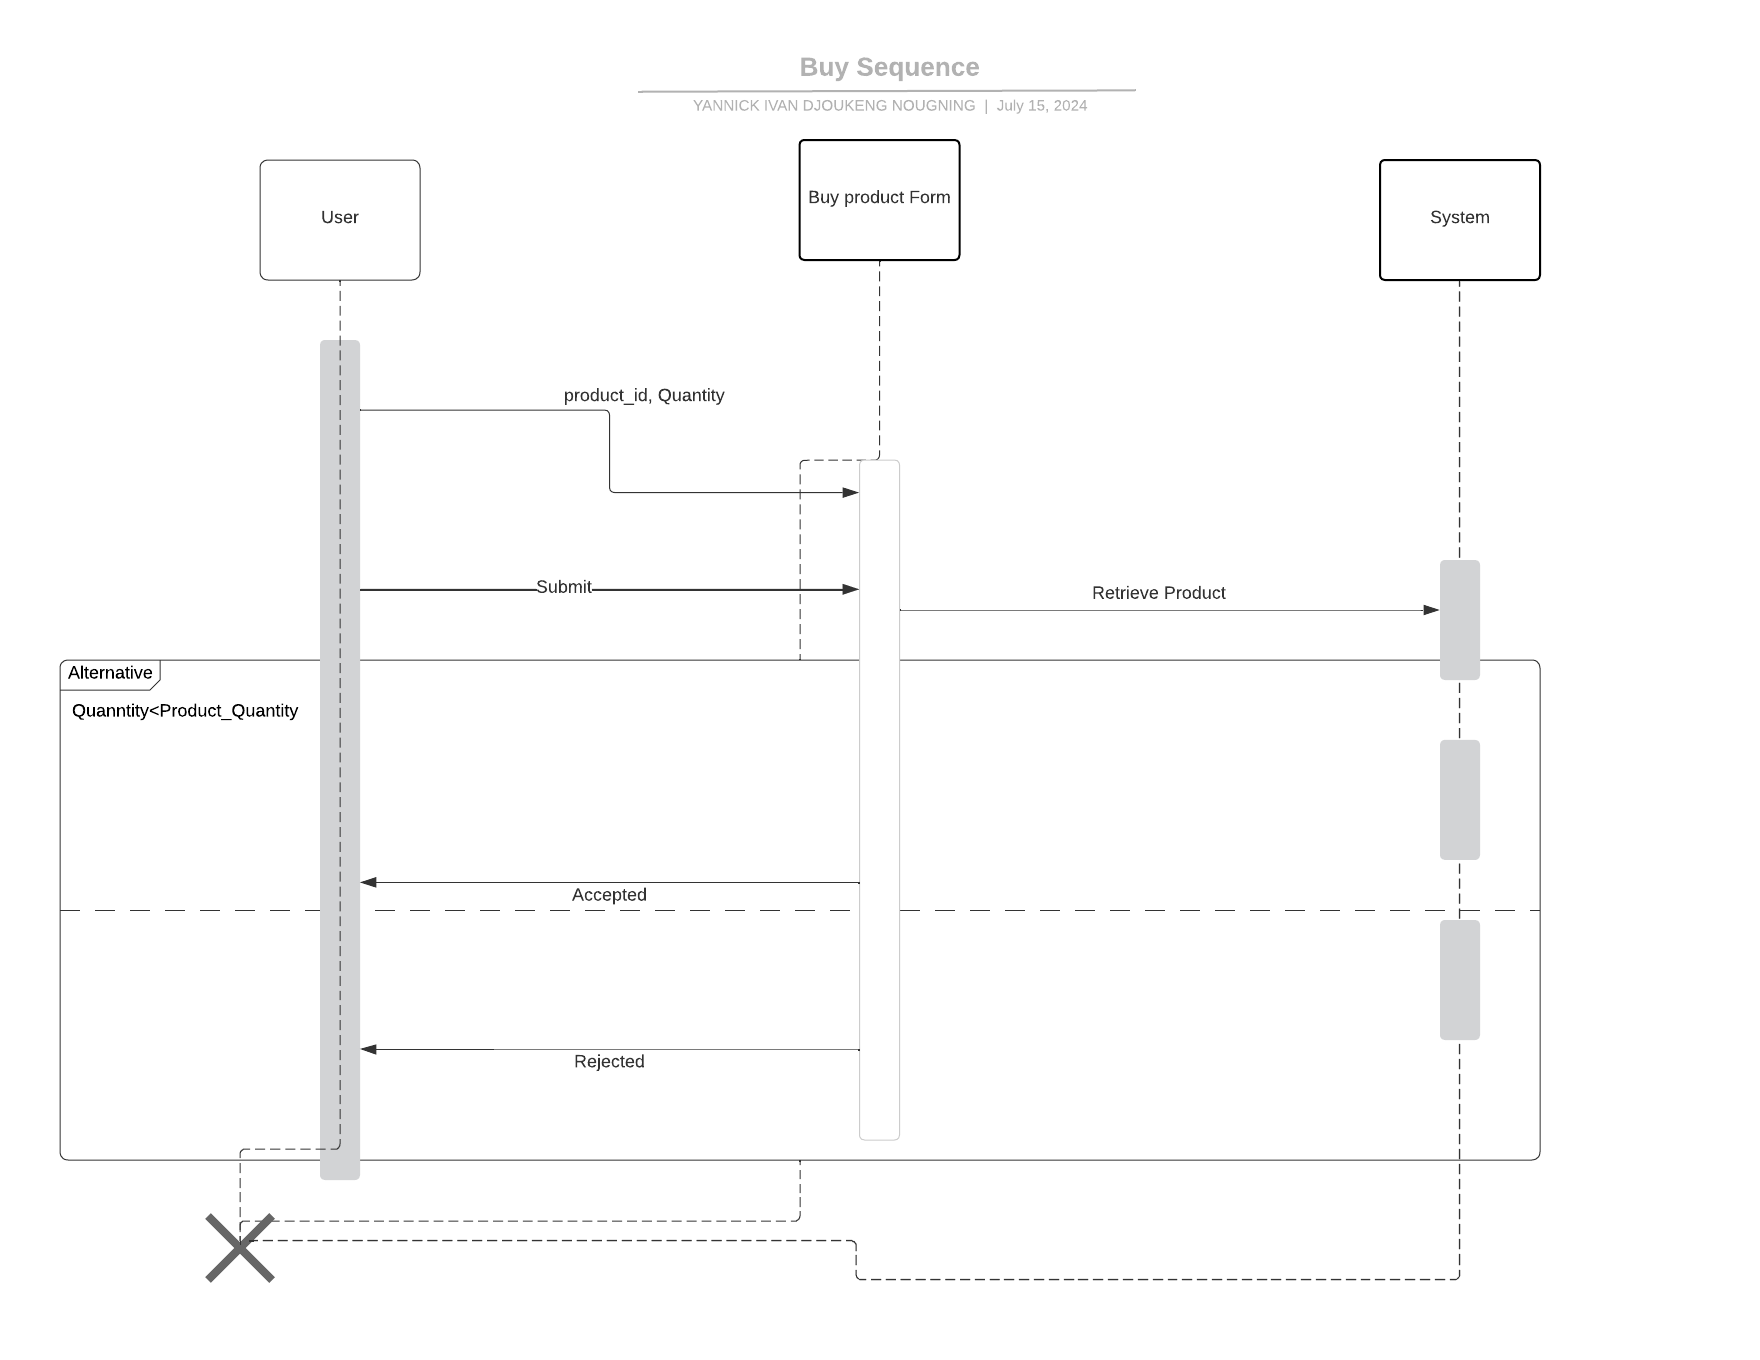 Buy Sequence
YANNICK IVAN DJOUKENG NOUGNING | July 15, 2024
User
Buy product Form
System
product_id, Quantity
Submit
Retrieve Product
Alternative
Quanntity<Product_Quantity
Accepted
Rejected